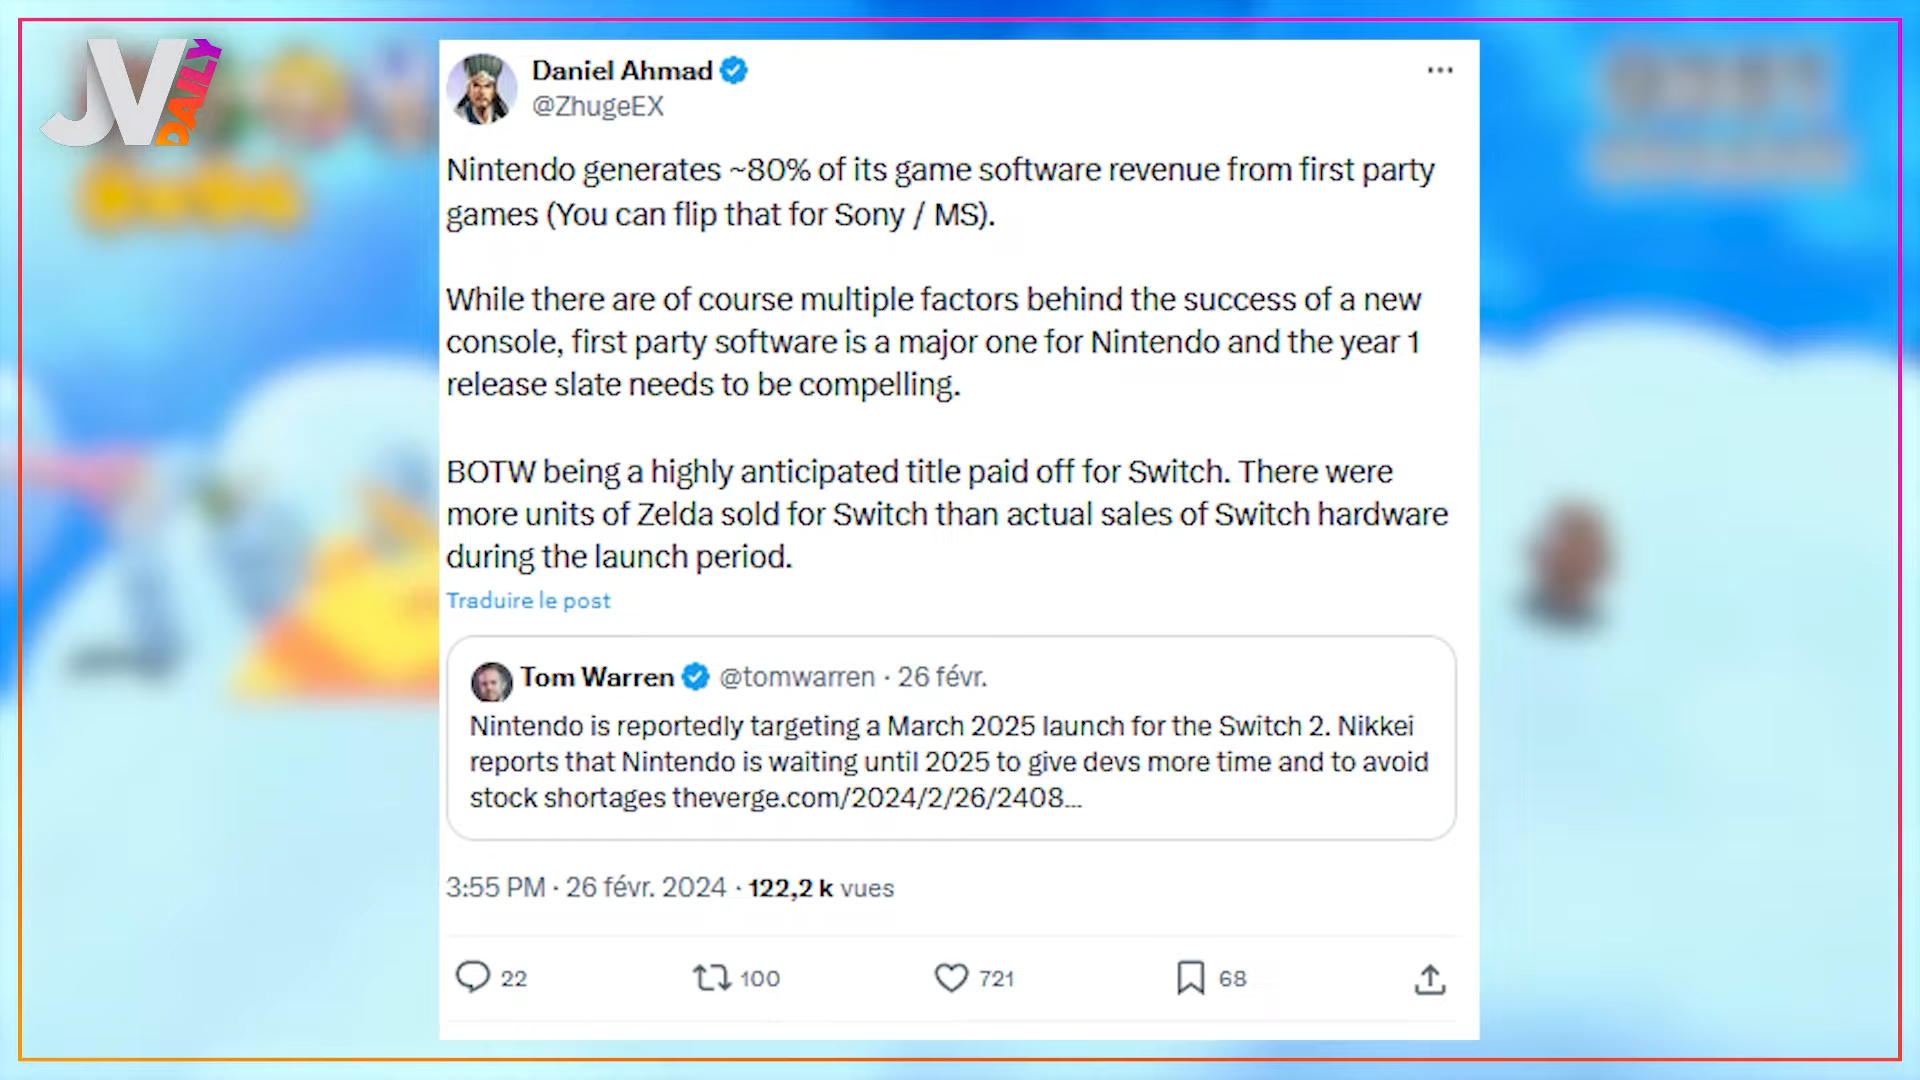 JV DAILY
Daniel Ahmad
@ZhugeEX
Nintendo generates ~80% of its game software revenue from first party
games (You can flip that for Sony / MS).
While there are of course multiple factors behind the success of a new
console, first party software is a major one for Nintendo and the year 1
release slate needs to be compelling.
BOTW being a highly anticipated title paid off for Switch. There were
more units of Zelda sold for Switch than actual sales of Switch hardware
during the launch period.
Traduire le post
Tom Warren @tomwarren · 26 févr.
Nintendo is reportedly targeting a March 2025 launch for the Switch 2. Nikkei
reports that Nintendo is waiting until 2025 to give devs more time and to avoid
stock shortages theverge.com/2024/2/26/2408...
3:55 PM · 26 févr. 2024 · 122,2 k vues
22 100 721 68